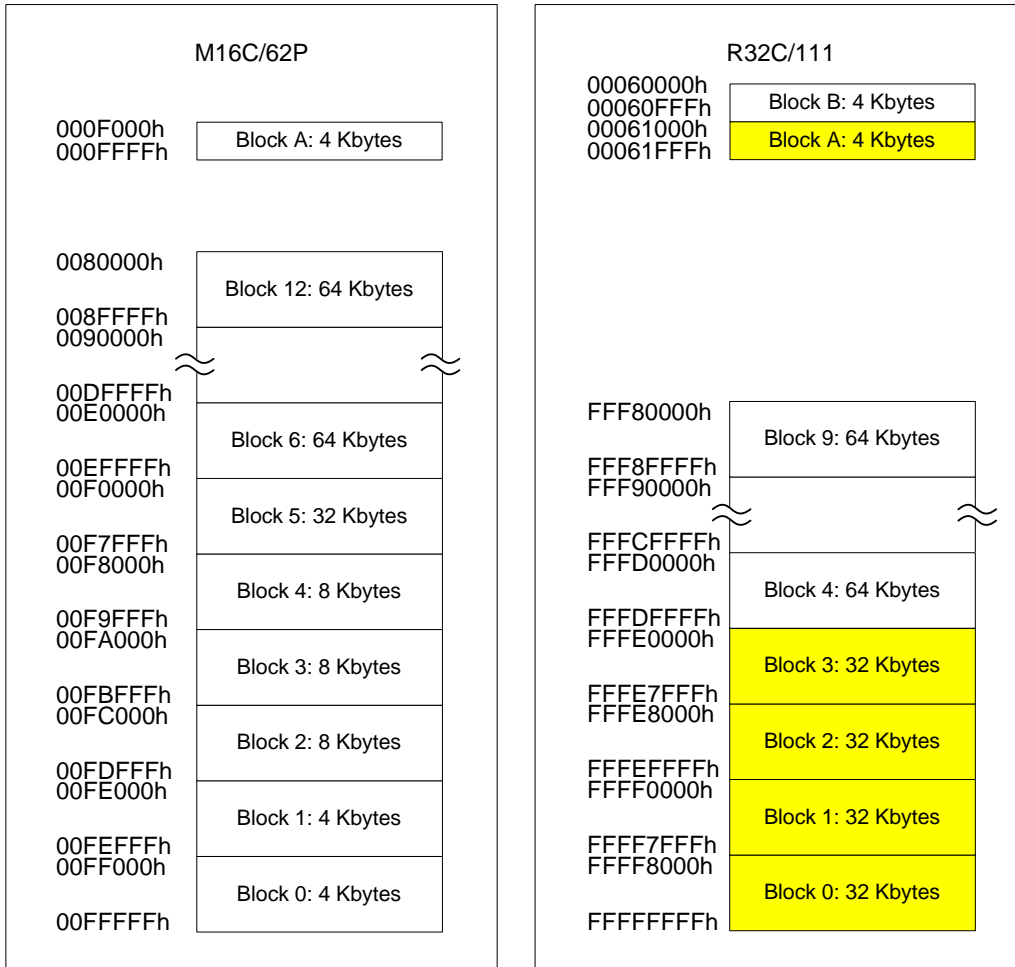 M16C/62P
000F000h
000FFFFh
Block A: 4 Kbytes
0080000h
Block 12: 64 Kbytes
008FFFFh
0090000h
00DFFFFh
00E0000h
Block 6: 64 Kbytes
00EFFFFh
00F0000h
Block 5: 32 Kbytes
00F7FFFh
00F8000h
Block 4: 8 Kbytes
00F9FFFh
00FA000h
Block 3: 8 Kbytes
00FBFFFh
00FC000h
Block 2: 8 Kbytes
00FDFFFh
00FE000h
Block 1: 4 Kbytes
00FEFFFh
00FF000h
Block 0: 4 Kbytes
00FFFFFh
R32C/111
00060000h
Block B: 4 Kbytes
00060FFFh
00061000h
Block A: 4 Kbytes
00061FFFh
FFF80000h
Block 9: 64 Kbytes
FFF8FFFFh
FFF90000h
FFFCFFFFh
FFFD0000h
Block 4: 64 Kbytes
FFFDFFFFh
FFFE0000h
Block 3: 32 Kbytes
FFFE7FFFh
FFFE8000h
Block 2: 32 Kbytes
FFFEFFFFh
FFFF0000h
Block 1: 32 Kbytes
FFFF7FFFh
FFFF8000h
Block 0: 32 Kbytes
FFFFFFFFh